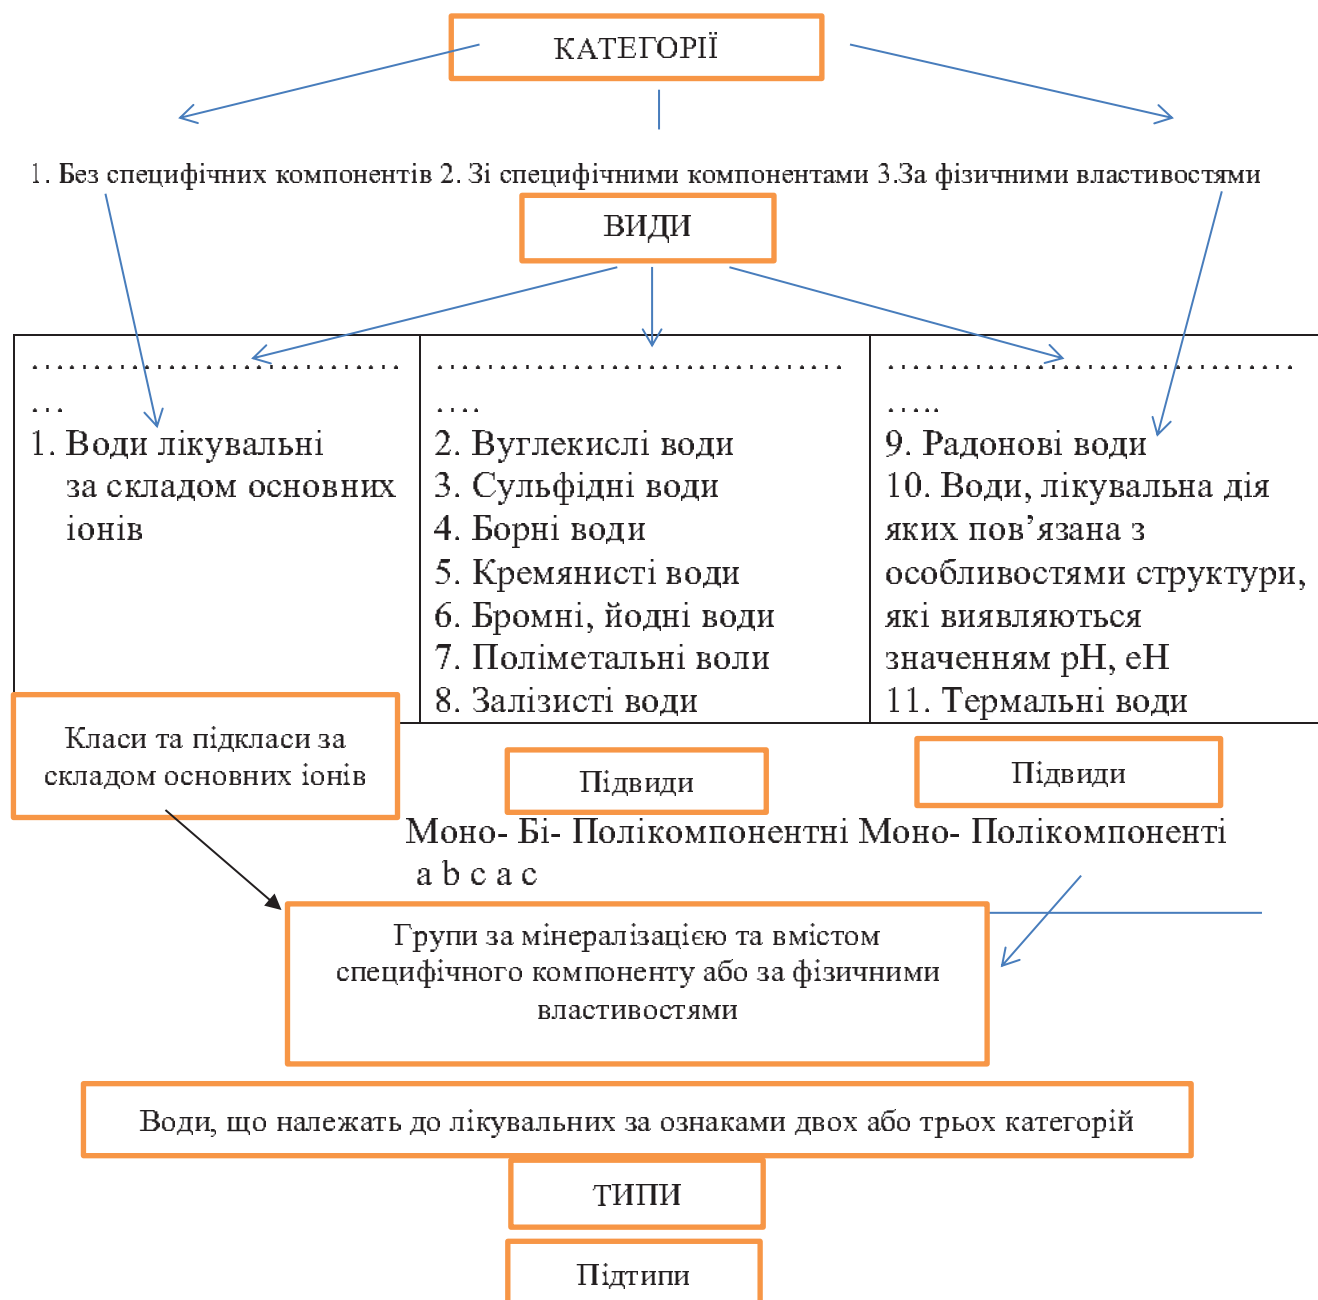 КАТЕГОРІЇ
1. Без специфічних компонентів 2. Зі специфічними компонентами 3.За фізичними властивостями
ВИДИ
…………………………
…
1. Води лікувальні
за складом основних
іонів
……………………………
….
2. Вуглекислі води
3. Сульфідні води
4. Борні води
5. Кремянисті води
6. Бромні, йодні води
7. Поліметальні воли
8. Залізисті води
……………………………
…..
9. Радонові води
10. Води, лікувальна дія
яких пов’язана з
особливостями структури,
які виявляються
значенням рН, еН
11. Термальні води
Класи та підкласи за
складом основних іонів
Підвиди
Підвиди
Моно- Бі- Полікомпонентні Моно- Полікомпоненті
a b c a c
Групи за мінералізацією та вмістом
специфічного компоненту або за фізичними
властивостями
Води, що належать до лікувальних за ознаками двох або трьох категорій
ТИПИ
Підтипи